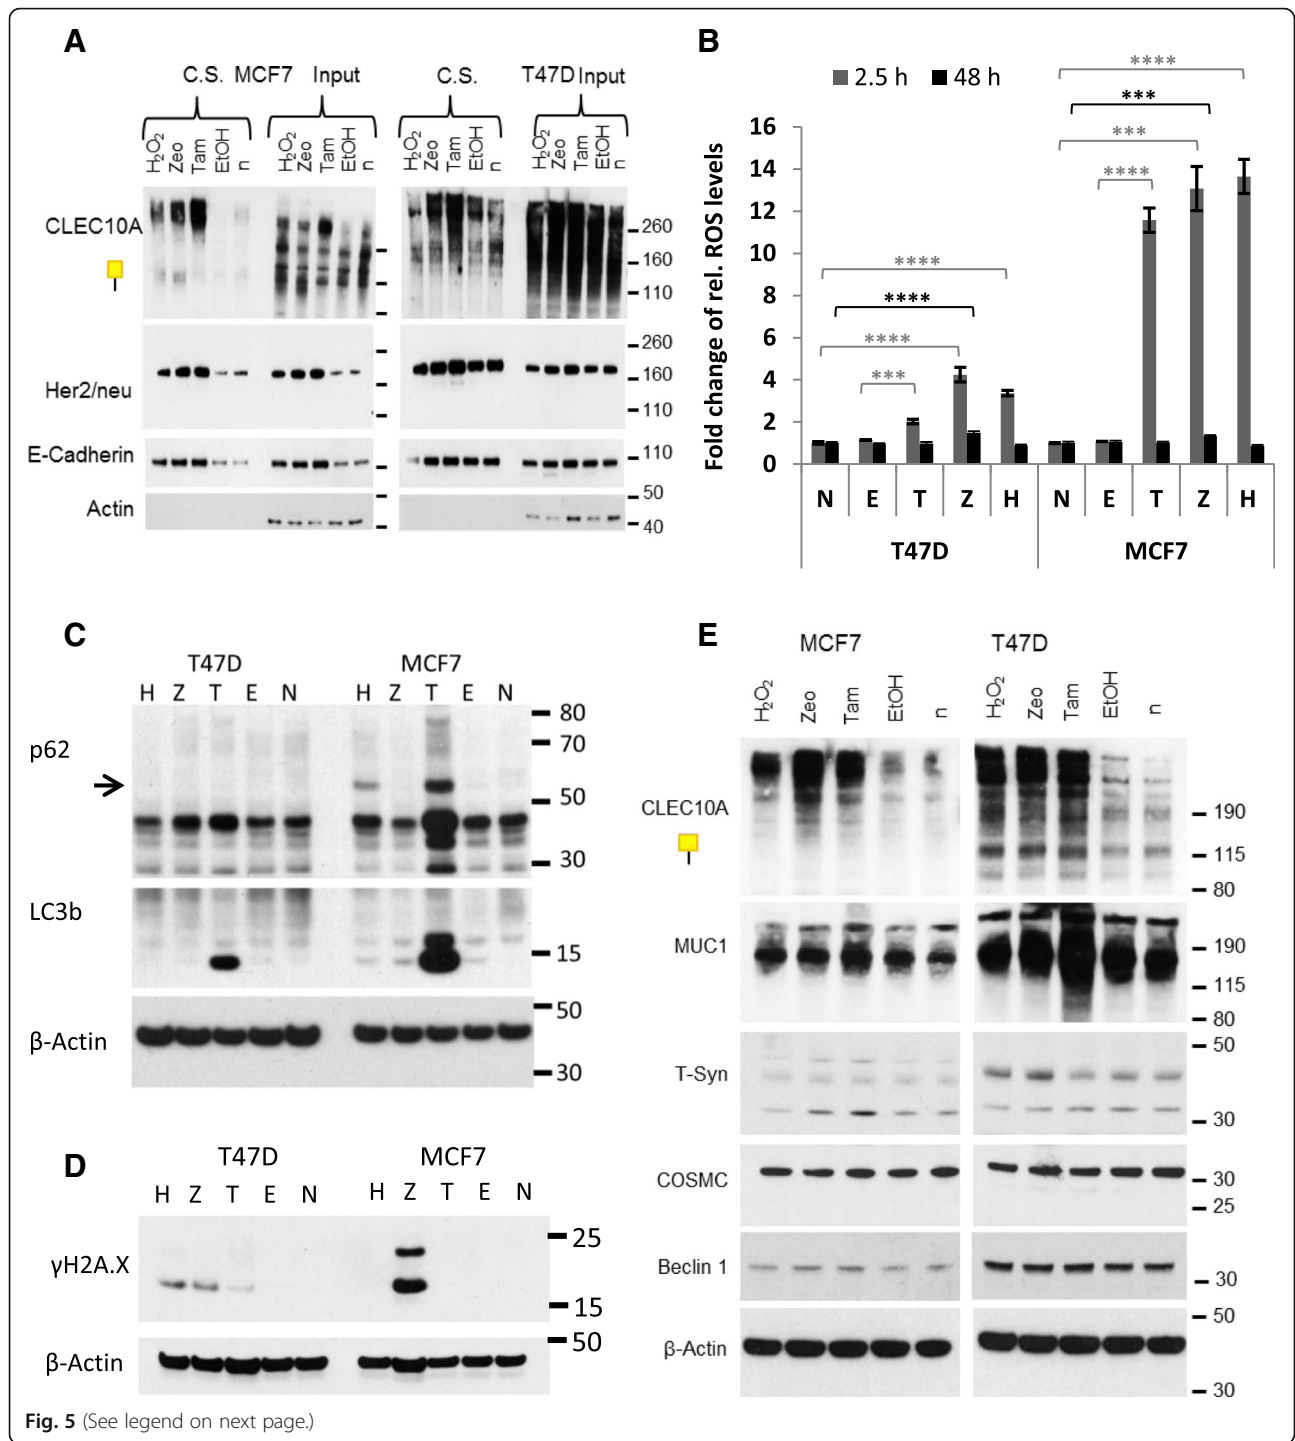 A
C.S. MCF7 Input
C.S. T47D Input
H₂O₂ Zeo Tam EtOH n H₂O₂ Zeo Tam EtOH n
H₂O₂ Zeo Tam EtOH n H₂O₂ Zeo Tam EtOH n
CLEC10A
260
160
110
Her2/neu
260
160
110
E-Cadherin
110
Actin
50
40
B
2.5 h 48 h
Fold change of rel. ROS levels
16
14
12
10
8
6
4
2
0
****
***
***
****
****
****
****
***
N E T Z H N E T Z H
T47D MCF7
C
T47D MCF7
H Z T E N H Z T E N
p62
80
70
50
30
LC3b
15
β-Actin
50
30
D
T47D MCF7
H Z T E N H Z T E N
γH2A.X
25
15
β-Actin
50
E
MCF7 T47D
H₂O₂ Zeo Tam EtOH n H₂O₂ Zeo Tam EtOH n
CLEC10A
190
115
80
MUC1
190
115
80
T-Syn
50
30
COSMC
30
25
Beclin 1
30
β-Actin
50
30
Fig. 5 (See legend on next page.)